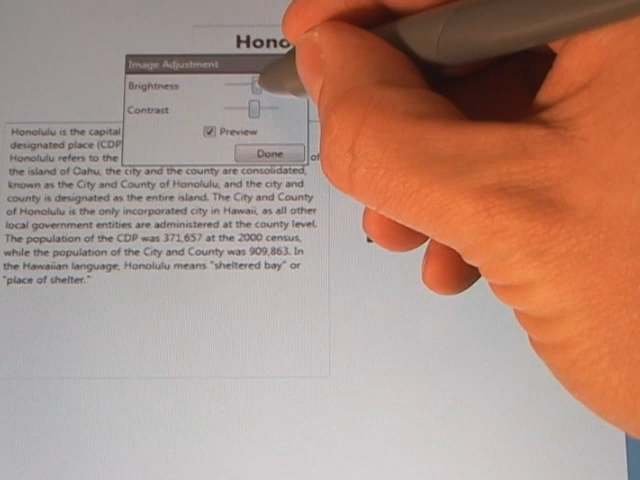 Hono
Image Adjustment
Brightness
Contrast
Preview
Done
Honolulu is the capital
designated place (CDP
Honolulu refers to the of
the island of Oahu, the city and the county are consolidated,
known as the City and County of Honolulu, and the city and
county is designated as the entire island. The City and County
of Honolulu is the only incorporated city in Hawaii, as all other
local government entities are administered at the county level.
The population of the CDP was 371,657 at the 2000 census,
while the population of the City and County was 909,863. In
the Hawaiian language, Honolulu means "sheltered bay" or
"place of shelter."